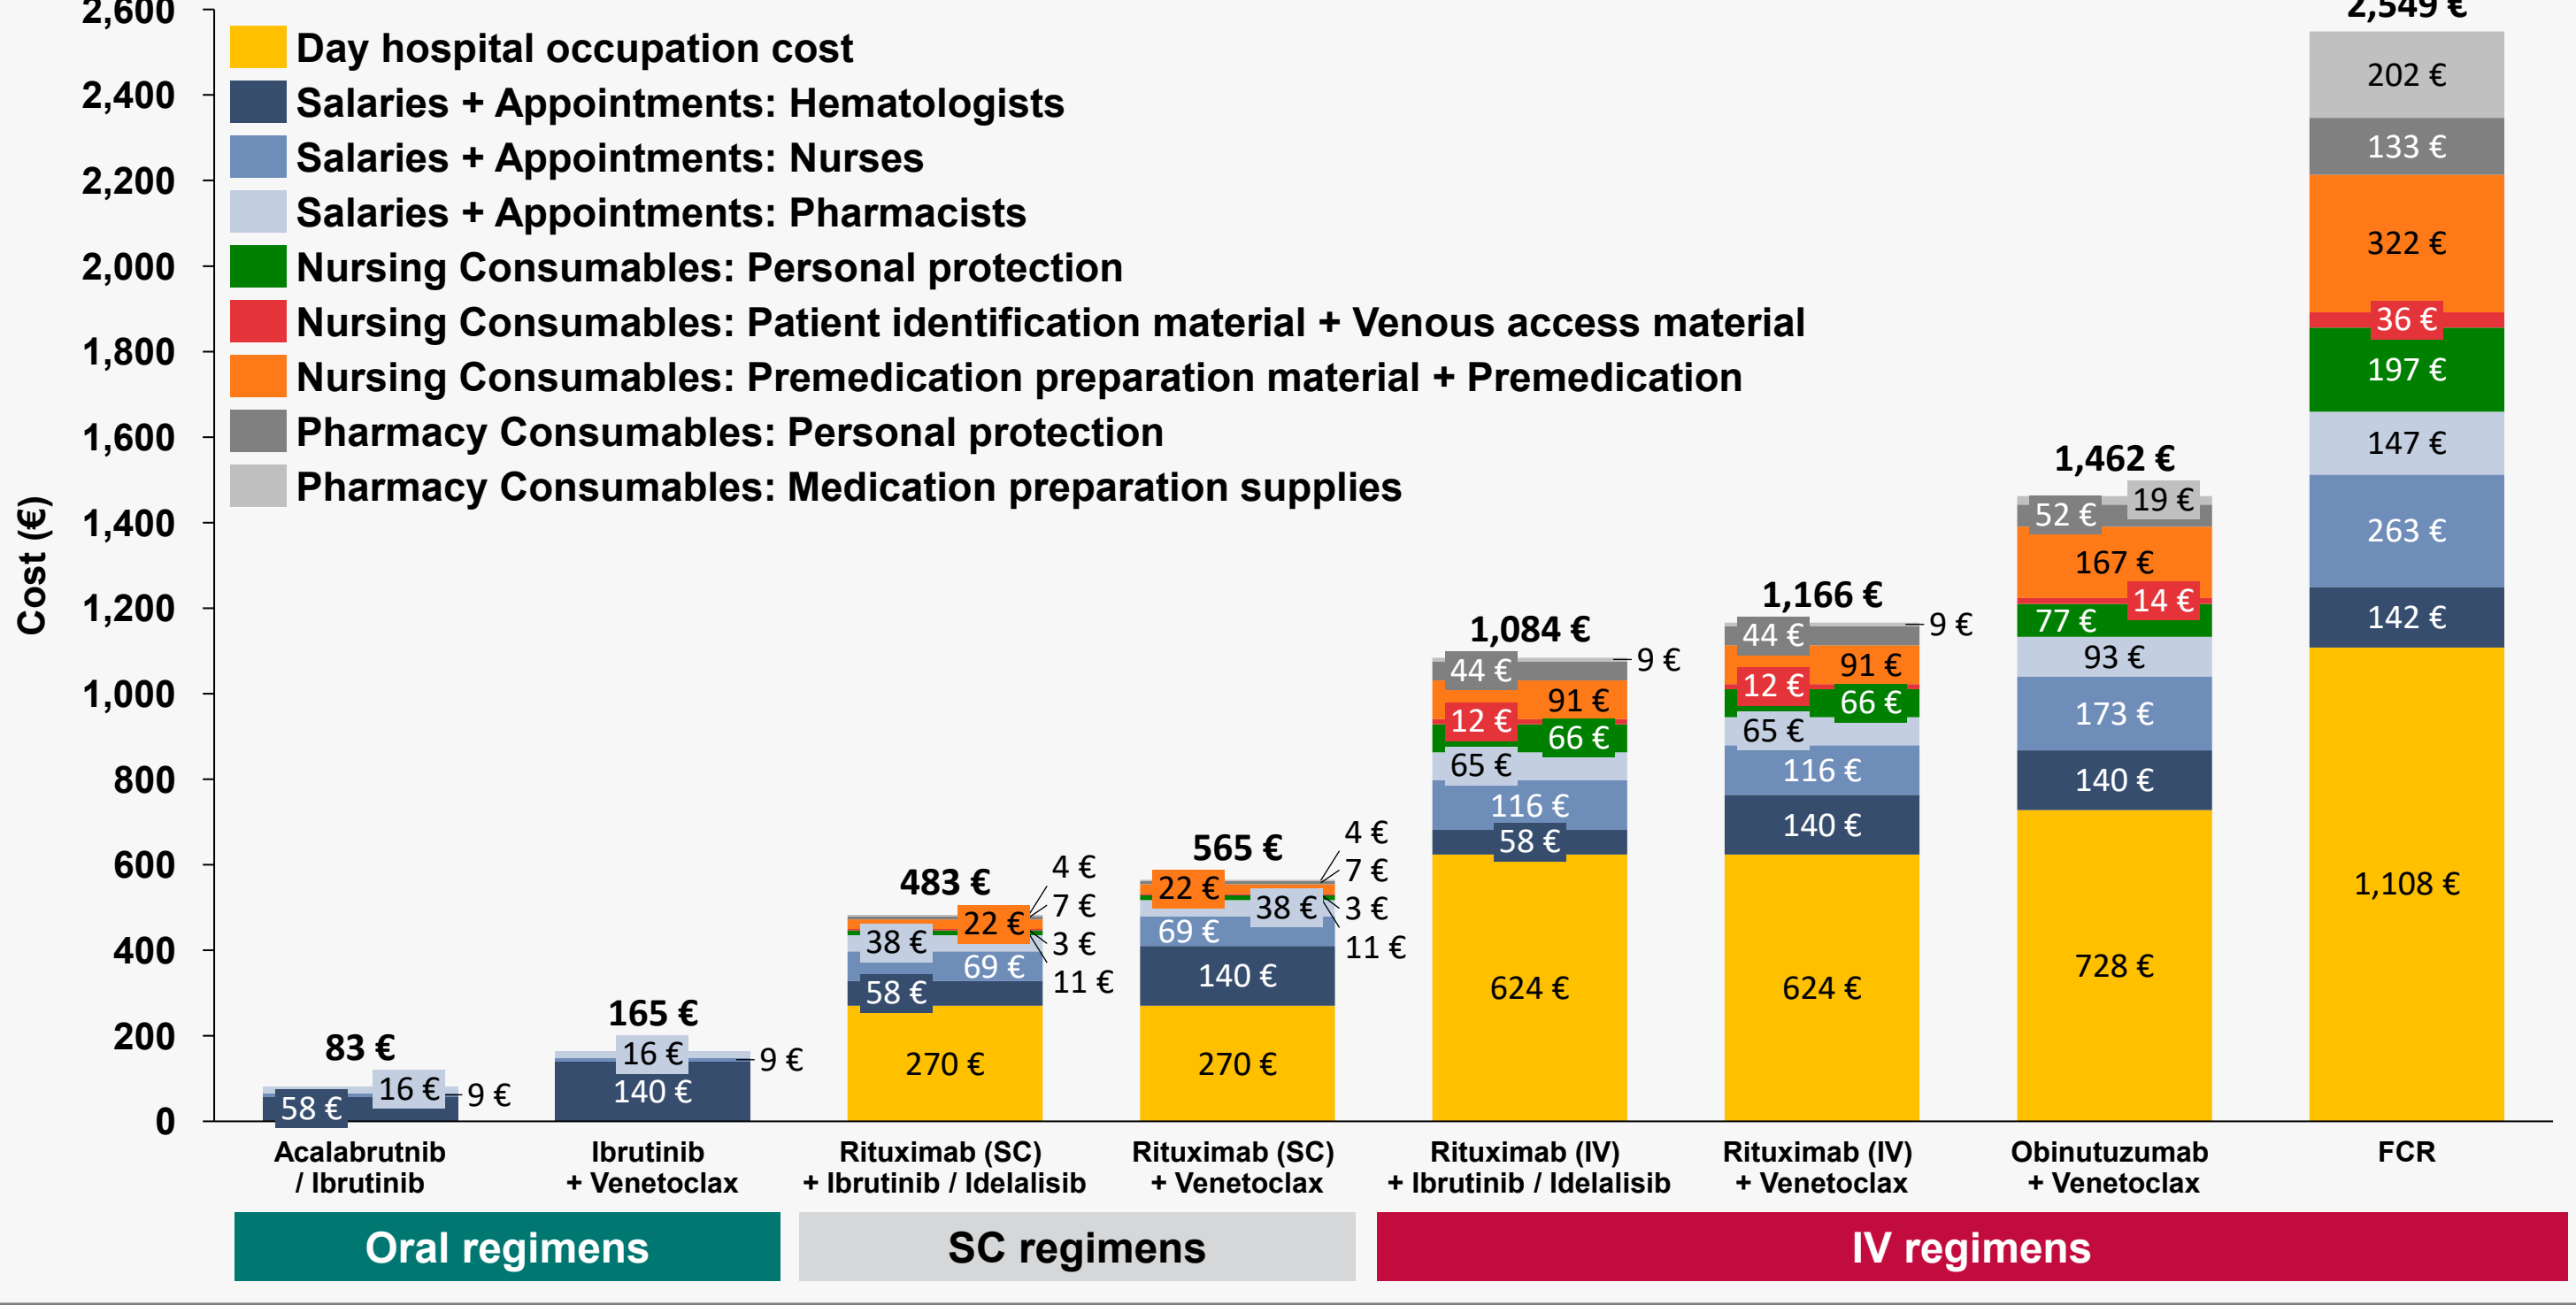 2,600
2,400
2,200
2,000
1,800
1,600
1,400
1,200
1,000
800
600
400
200
0
Cost (€)
Day hospital occupation cost
Salaries + Appointments: Hematologists
Salaries + Appointments: Nurses
Salaries + Appointments: Pharmacists
Nursing Consumables: Personal protection
Nursing Consumables: Patient identification material + Venous access material
Nursing Consumables: Premedication preparation material + Premedication
Pharmacy Consumables: Personal protection
Pharmacy Consumables: Medication preparation supplies
83 €
16 €
9 €
58 €
165 €
16 €
9 €
140 €
483 €
4 €
7 €
22 €
3 €
11 €
38 €
69 €
58 €
270 €
565 €
4 €
7 €
22 €
3 €
11 €
38 €
69 €
140 €
270 €
1,084 €
9 €
44 €
91 €
12 €
66 €
65 €
116 €
58 €
624 €
1,166 €
9 €
44 €
91 €
12 €
66 €
65 €
116 €
140 €
624 €
1,462 €
19 €
52 €
167 €
14 €
77 €
93 €
173 €
140 €
728 €
2,549 €
202 €
133 €
322 €
36 €
197 €
147 €
263 €
142 €
1,108 €
Acalabrutnib
/ Ibrutinib
Ibrutinib
+ Venetoclax
Rituximab (SC)
+ Ibrutinib / Idelalisib
Rituximab (SC)
+ Venetoclax
Rituximab (IV)
+ Ibrutinib / Idelalisib
Rituximab (IV)
+ Venetoclax
Obinutuzumab
+ Venetoclax
FCR
Oral regimens
SC regimens
IV regimens